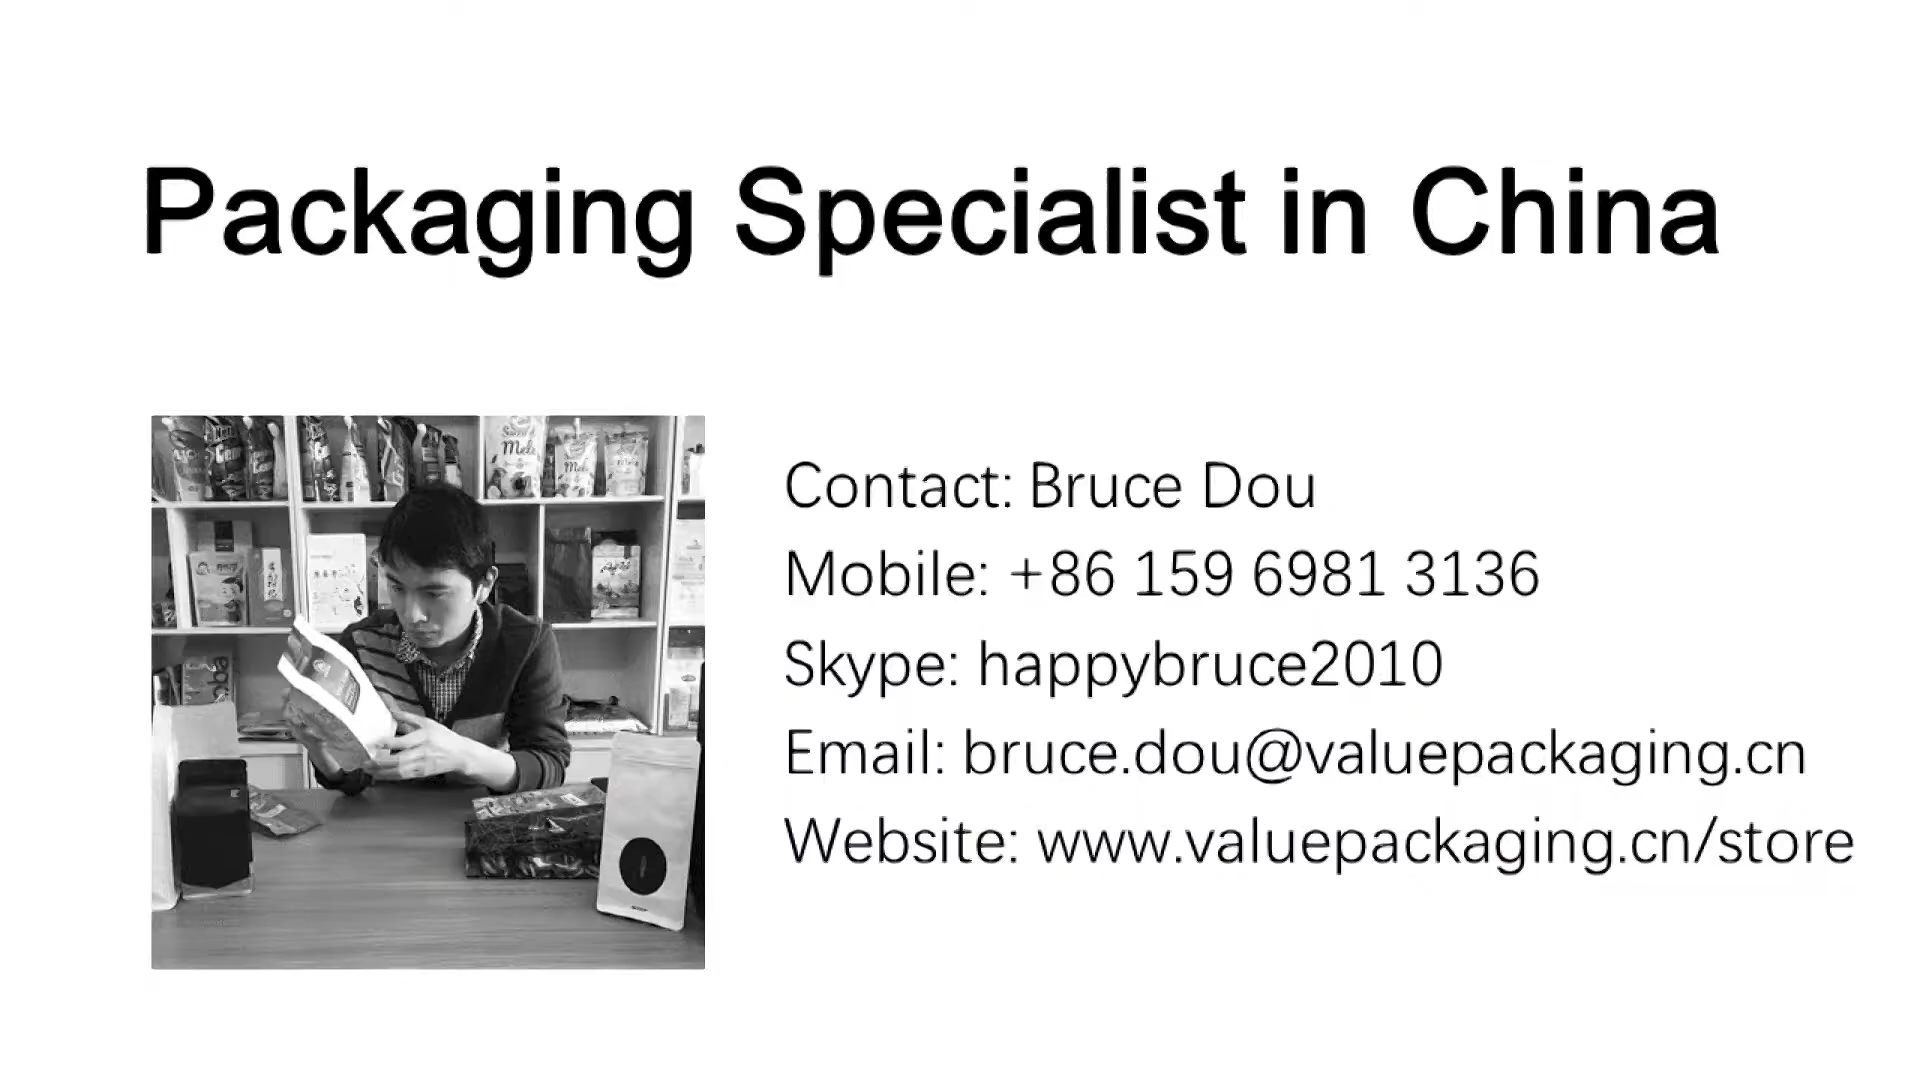 Packaging Specialist in China
Contact: Bruce Dou
Mobile: +86 159 6981 3136
Skype: happybruce2010
Email: bruce.dou@valuepackaging.cn
Website: www.valuepackaging.cn/store